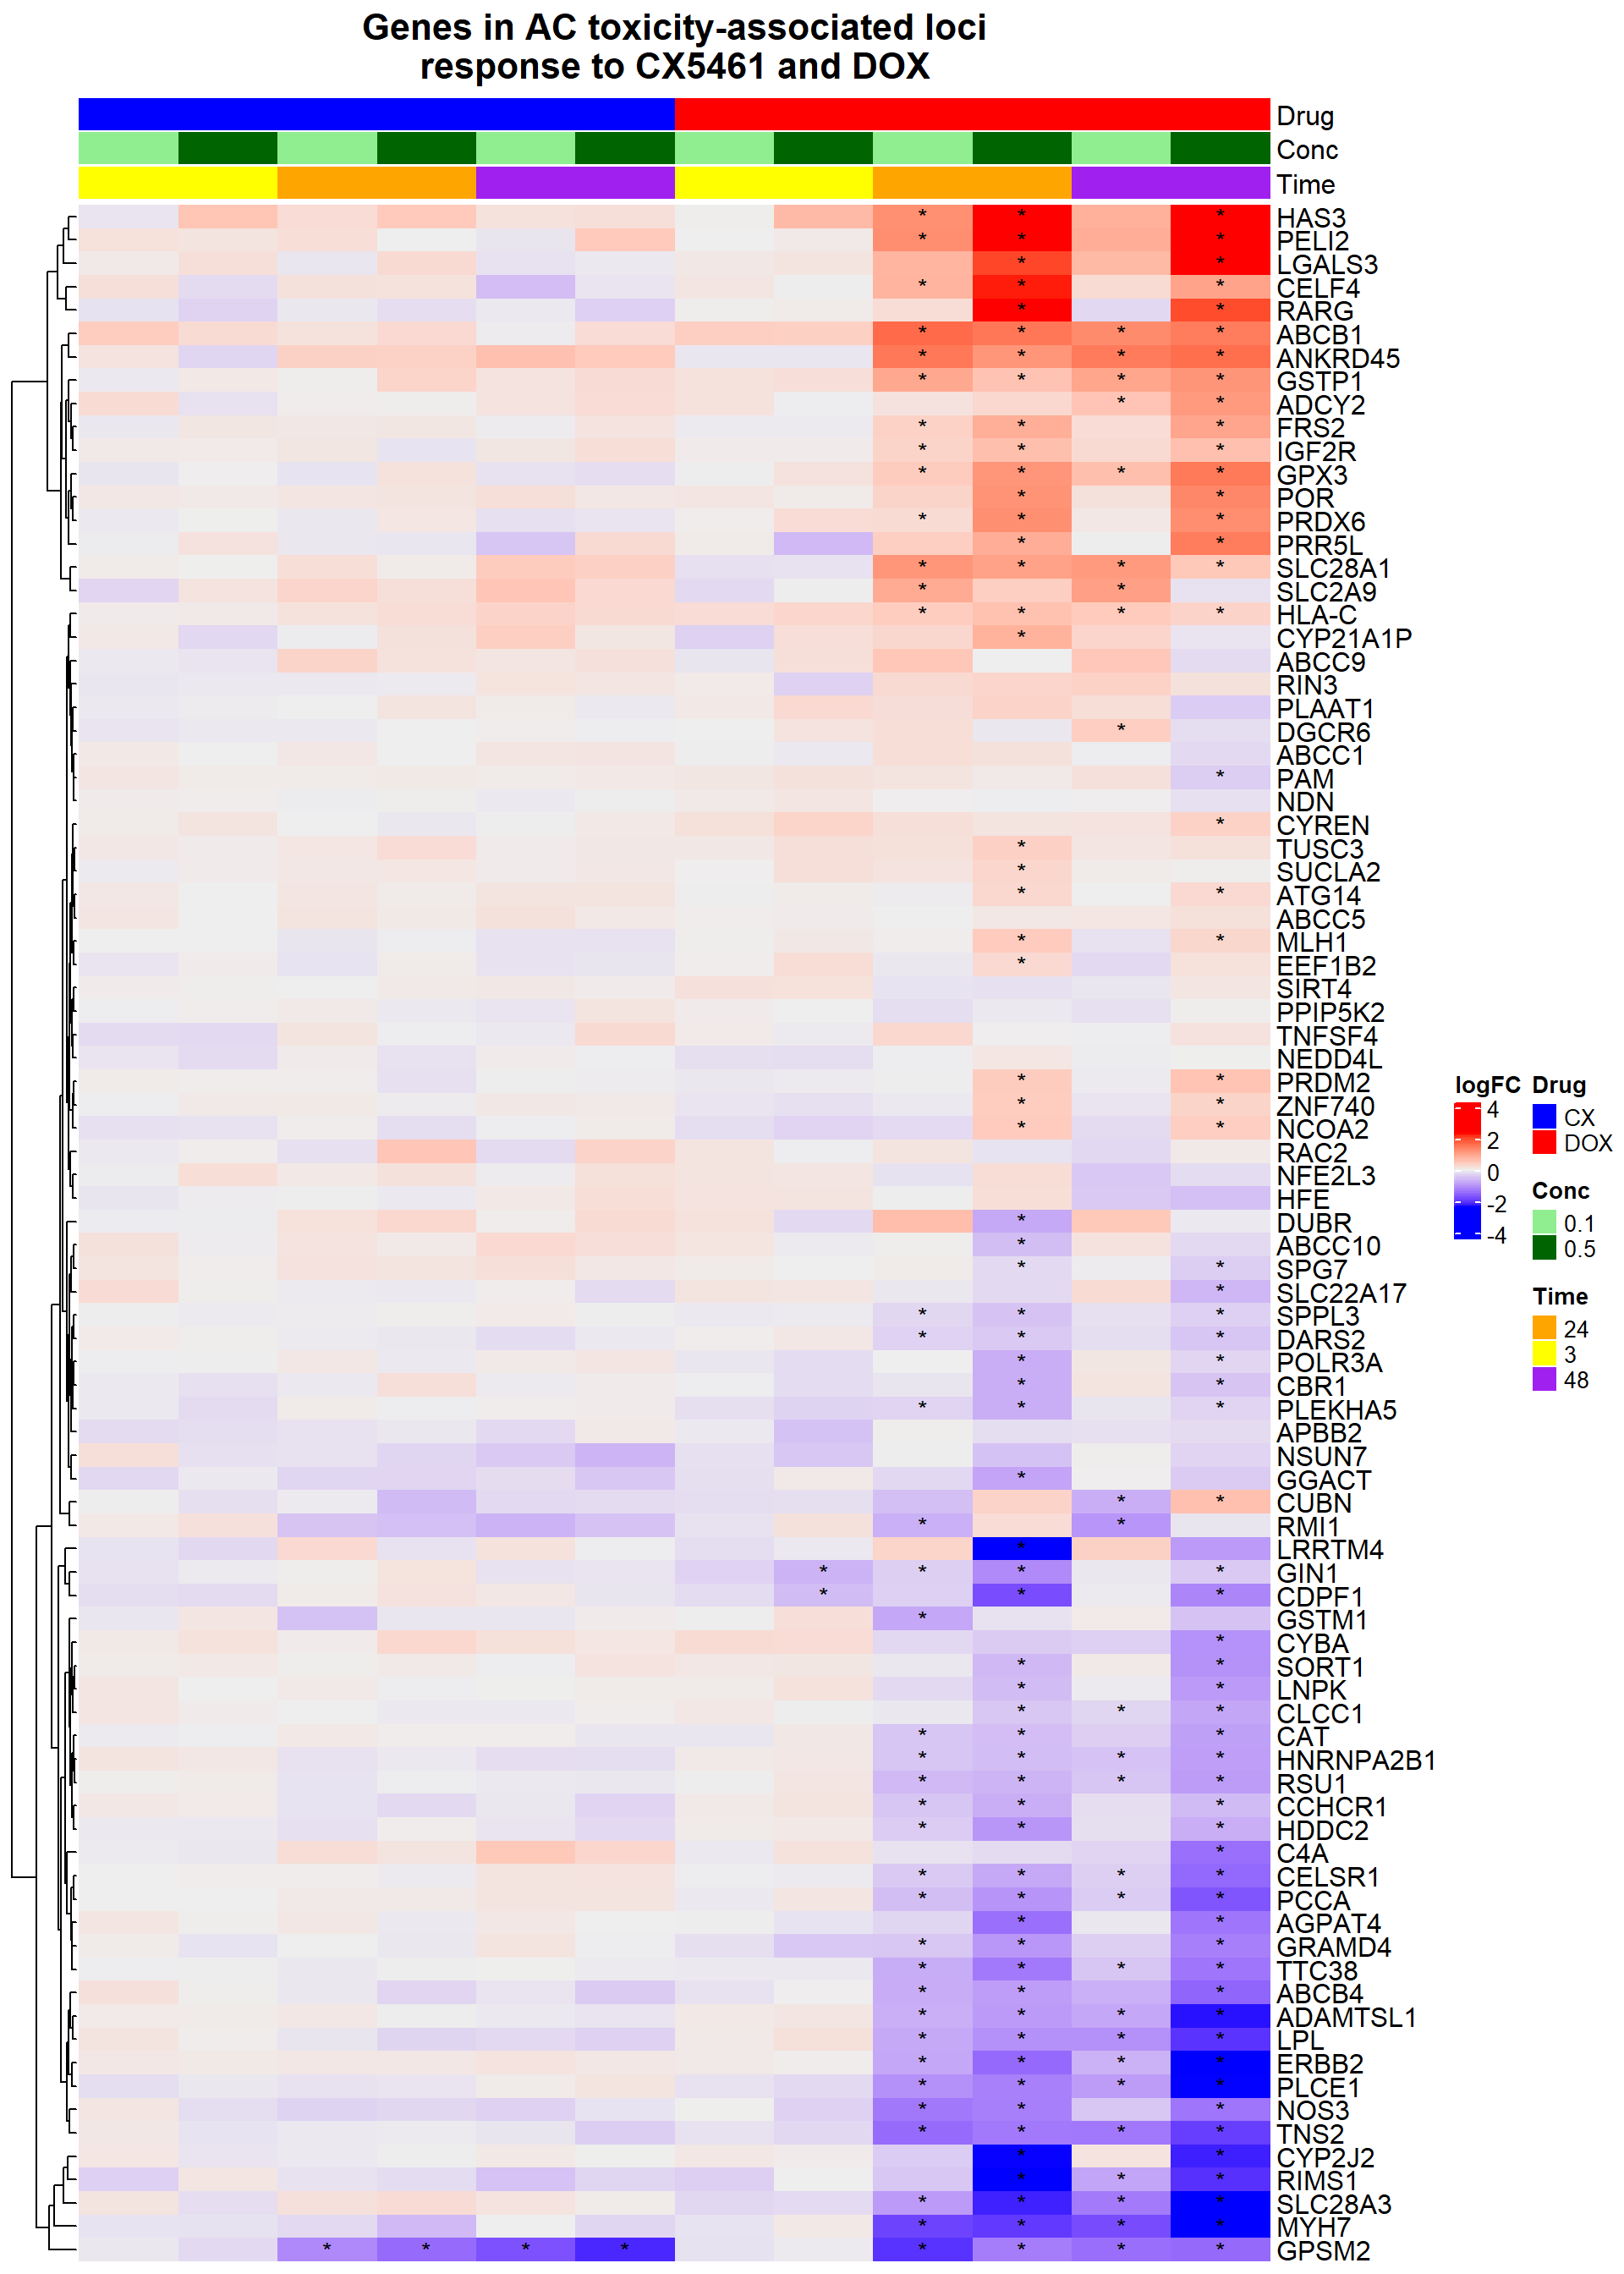 Genes in AC toxicity-associated loci
response to CX5461 and DOX
Drug
Conc
Time
HAS3
PELI2
LGALS3
CELF4
RARG
ABCB1
ANKRD45
GSTP1
ADCY2
FRS2
IGF2R
GPX3
POR
PRDX6
PRR5L
SLC28A1
SLC2A9
HLA-C
CYP21A1P
ABCC9
RIN3
PLAAT1
DGCR6
ABCC1
PAM
NDN
CYREN
TUSC3
SUCLA2
ATG14
ABCC5
MLH1
EEF1B2
SIRT4
PPIP5K2
TNFSF4
NEDD4L
PRDM2
ZNF740
NCOA2
RAC2
NFE2L3
HFE
DUBR
ABCC10
SPG7
SLC22A17
SPPL3
DARS2
POLR3A
CBR1
PLEKHA5
APBB2
NSUN7
GGACT
CUBN
RMI1
LRRTM4
GIN1
CDPF1
GSTM1
CYBA
SORT1
LNPK
CLCC1
CAT
HNRNPA2B1
RSU1
CCHCR1
HDDC2
C4A
CELSR1
PCCA
AGPAT4
GRAMD4
TTC38
ABCB4
ADAMTSL1
LPL
ERBB2
PLCE1
NOS3
TNS2
CYP2J2
RIMS1
SLC28A3
MYH7
GPSM2
logFC
4
2
0
-2
-4
Drug
CX
DOX
Conc
0.1
0.5
Time
24
3
48